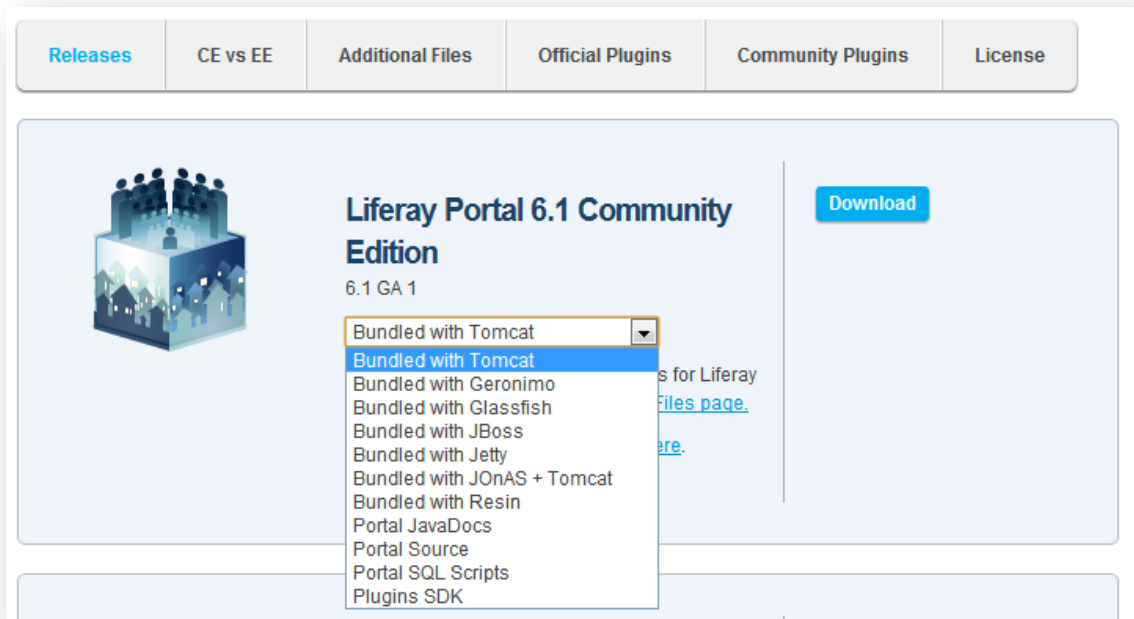 Releases
CE vs EE
Additional Files
Official Plugins
Community Plugins
License
Liferay Portal 6.1 Community
Edition
Download
6.1 GA 1
Bundled with Tomcat
Bundled with Tomcat
Bundled with Geronimo
s for Liferay
Bundled with Glassfish
Files page.
Bundled with JBoss
ere.
Bundled with Jetty
Bundled with JOnAS + Tomcat
Bundled with Resin
Portal JavaDocs
Portal Source
Portal SQL Scripts
Plugins SDK